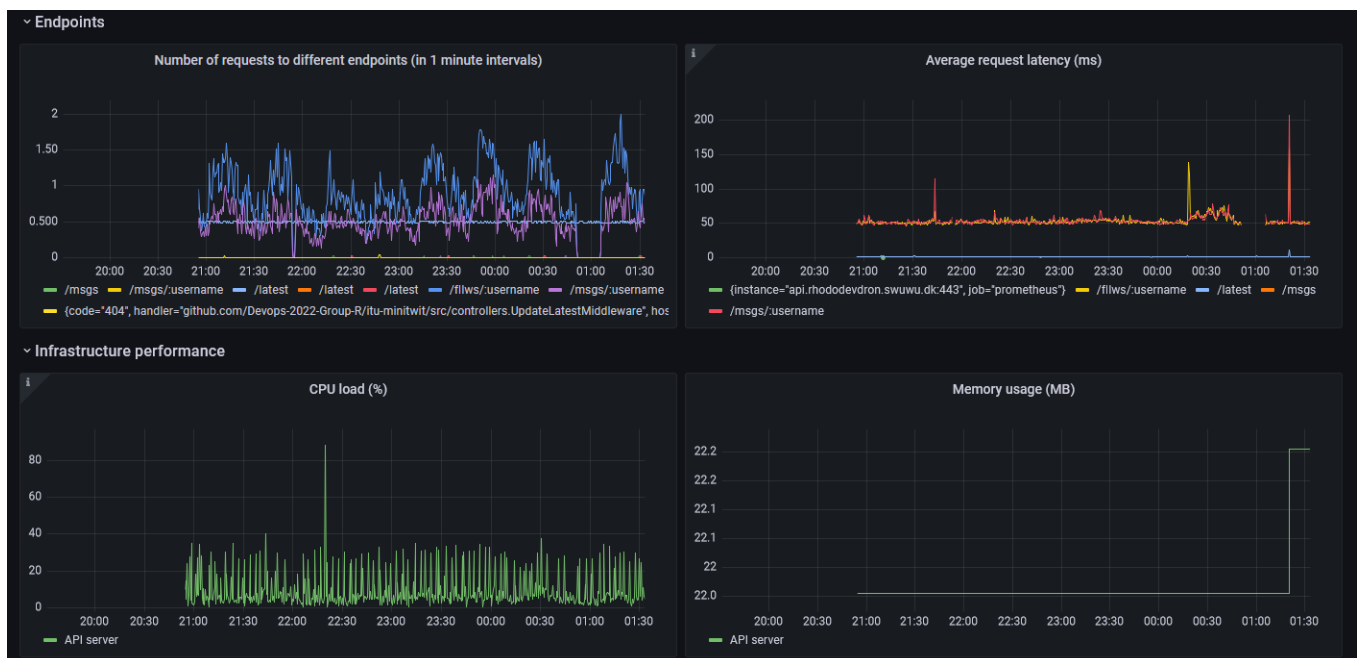 Endpoints
Number of requests to different endpoints (in 1 minute intervals)
2
1.50
1
0.500
0
20:00 20:30 21:00 21:30 22:00 22:30 23:00 23:30 00:00 00:30 01:00 01:30
/msgs /msgs/:username /latest /latest /latest /fllws/:username /msgs/:username
{code="404", handler="github.com/Devops-2022-Group-R/itu-minitwit/src/controllers.UpdateLatestMiddleware", hos
i
Average request latency (ms)
200
150
100
50
0
20:00 20:30 21:00 21:30 22:00 22:30 23:00 23:30 00:00 00:30 01:00 01:30
{instance="api.rhododevdron.swuwu.dk:443", job="prometheus"} /fllws/:username /latest /msgs
/msgs/:username
Infrastructure performance
i
CPU load (%)
80
60
40
20
0
20:00 20:30 21:00 21:30 22:00 22:30 23:00 23:30 00:00 00:30 01:00 01:30
API server
Memory usage (MB)
22.2
22.2
22.1
22.1
22
22.0
20:00 20:30 21:00 21:30 22:00 22:30 23:00 23:30 00:00 00:30 01:00 01:30
API server